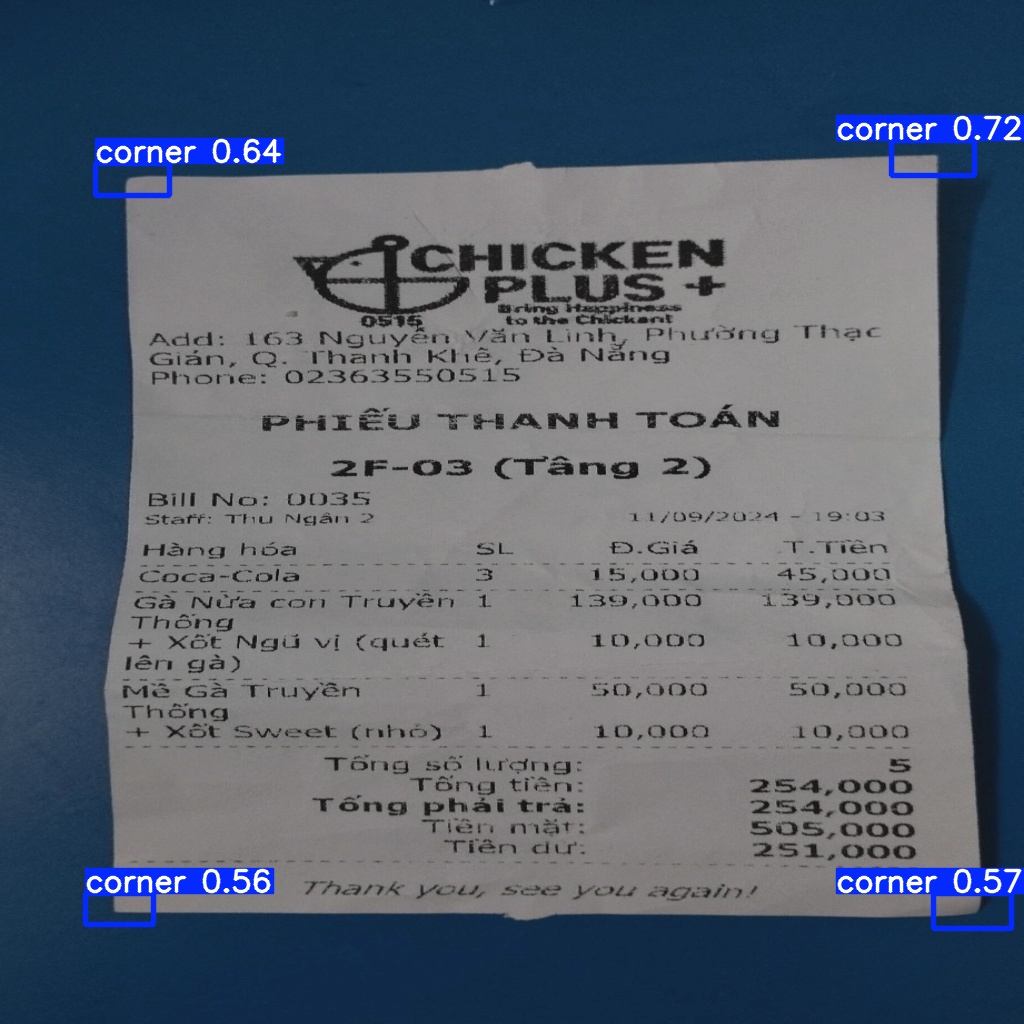 corner 0.64
corner 0.72
CHICKEN
PLUS +
Bring Happiness
to the Chickent
0515
Add: 163 Nguyễn Văn Linh, Phường Thạc
Gián, Q. Thanh Khê, Đà Nẵng
Phone: 02363550515
PHIẾU THANH TOÁN
2F-03 (Tầng 2)
Bill No: 0035
Staff: Thu Ngân 2 11/09/2024 - 19:03
Hàng hóa SL Đ.Giá T.Tiền
Coca-Cola 3 15,000 45,000
Gà Nửa con Truyền 1 139,000 139,000
Thống
+ Xốt Ngũ vị (quét 1 10,000 10,000
lên gà)
Mề Gà Truyền 1 50,000 50,000
Thống
+ Xốt Sweet (nhỏ) 1 10,000 10,000
Tổng số lượng: 5
Tổng tiền: 254,000
Tổng phải trả: 254,000
Tiền mặt: 505,000
Tiền dư: 251,000
Thank you, see you again!
corner 0.56
corner 0.57